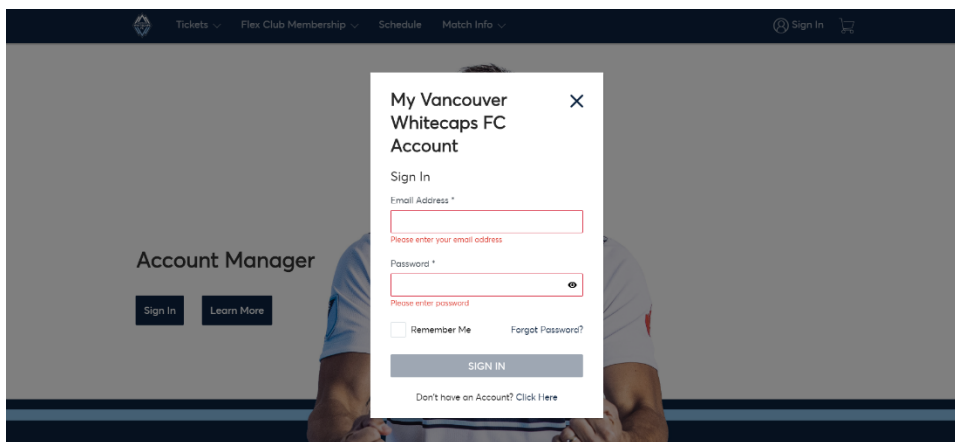 Tickets
Flex Club Membership
Schedule
Match Info
Sign In
My Vancouver
Whitecaps FC
Account
Sign In
Email Address *
Please enter your email address
Password *
Please enter password
Remember Me
Forgot Password?
SIGN IN
Don't have an Account? Click Here
Account Manager
Sign In
Learn More